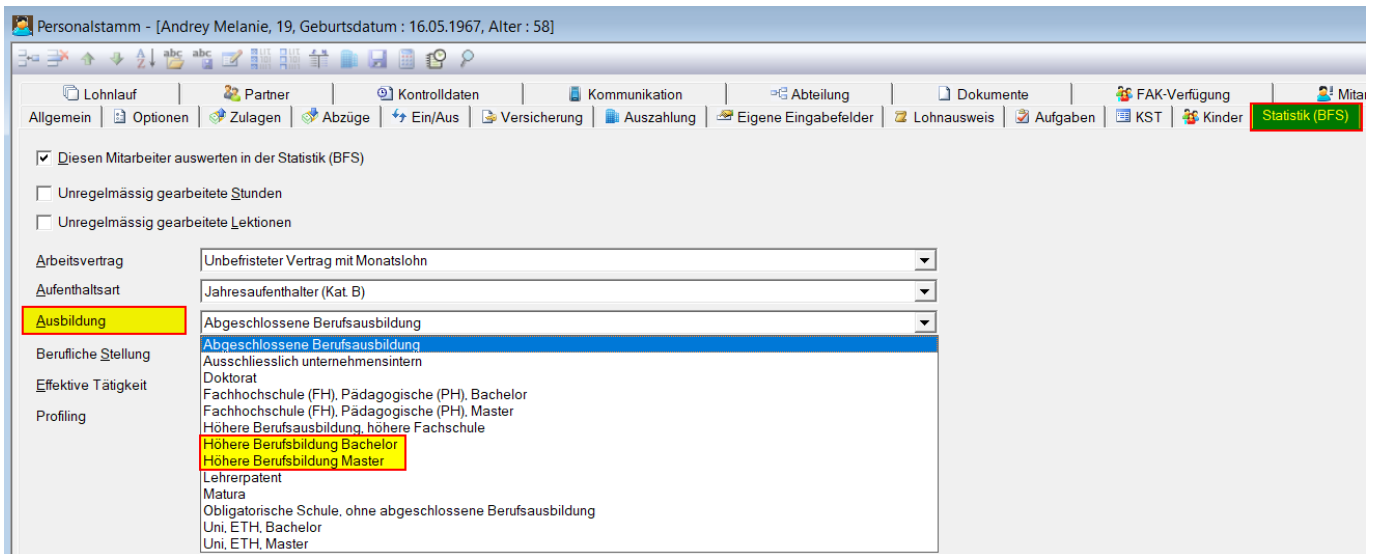 Personalstamm - [Andrey Melanie, 19, Geburtsdatum : 16.05.1967, Alter : 58]
Lohnlauf Partner Kontrolldaten Kommunikation Abteilung Dokumente FAK-Verfügung Mitar
Allgemein Optionen Zulagen Abzüge Ein/Aus Versicherung Auszahlung Eigene Eingabefelder Lohnausweis Aufgaben KST Kinder Statistik (BFS)
Diesen Mitarbeiter auswerten in der Statistik (BFS)
Unregelmässig gearbeitete Stunden
Unregelmässig gearbeitete Lektionen
Arbeitsvertrag Unbefristeter Vertrag mit Monatslohn
Aufenthaltsart Jahresaufenthalter (Kat. B)
Ausbildung Abgeschlossene Berufsausbildung
Abgeschlossene Berufsausbildung
Berufliche Stellung Ausschliesslich unternehmensintern
Doktorat
Effektive Tätigkeit Fachhochschule (FH), Pädagogische (PH), Bachelor
Fachhochschule (FH), Pädagogische (PH), Master
Profiling Höhere Berufsausbildung, höhere Fachschule
Höhere Berufsbildung Bachelor
Höhere Berufsbildung Master
Lehrerpatent
Matura
Obligatorische Schule, ohne abgeschlossene Berufsausbildung
Uni, ETH, Bachelor
Uni, ETH, Master